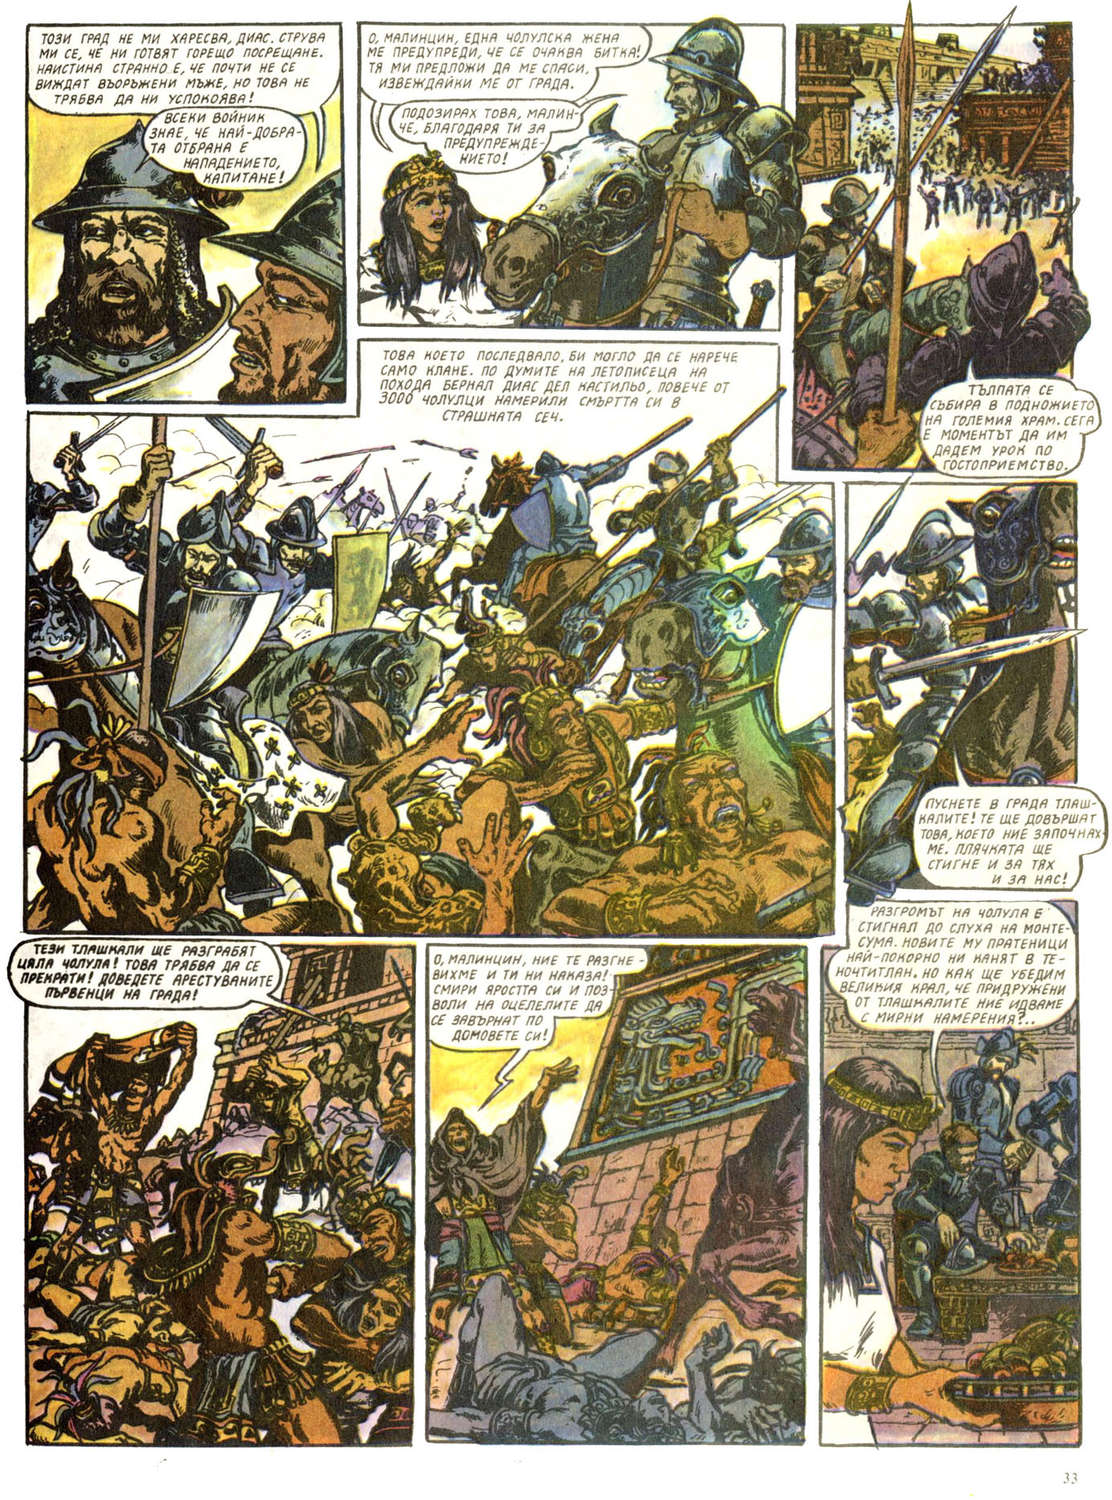 ТОЗИ ГРАД НЕ МИ ХАРЕСВА, ДИАС. СТРУВА
МИ СЕ, ЧЕ НИ ГОТВЯТ ГОРЕЩО ПОСРЕЩАНЕ.
НАИСТИНА СТРАННО Е, ЧЕ ПОЧТИ НЕ СЕ
ВИЖДАТ ВЪОРЪЖЕНИ МЪЖЕ, НО ТОВА НЕ
ТРЯБВА ДА НИ УСПОКОЯВА!
ВСЕКИ ВОЙНИК
ЗНАЕ, ЧЕ НАЙ-ДОБРА-
ТА ОТБРАНА Е
НАПАДЕНИЕТО,
КАПИТАНЕ!
О, МАЛИНЦИН, ЕДНА ЧОЛУЛСКА ЖЕНА
МЕ ПРЕДУПРЕДИ, ЧЕ СЕ ОЧАКВА БИТКА!
ТЯ МИ ПРЕДЛОЖИ ДА МЕ СПАСИ,
ИЗВЕЖДАЙКИ МЕ ОТ ГРАДА.
ПОДОЗИРАХ ТОВА, МАЛИН-
ЧЕ, БЛАГОДАРЯ ТИ ЗА
ПРЕДУПРЕЖДЕ-
НИЕТО!
ТЪЛПАТА СЕ
СЪБИРА В ПОДНОЖИЕТО
НА ГОЛЕМИЯ ХРАМ. СЕГА
Е МОМЕНТЪТ ДА ИМ
ДАДЕМ УРОК ПО
ГОСТОПРИЕМСТВО.
ТОВА КОЕТО ПОСЛЕДВАЛО, БИ МОГЛО ДА СЕ НАРЕЧЕ
САМО КЛАНЕ. ПО ДУМИТЕ НА ЛЕТОПИСЕЦА НА
ПОХОДА БЕРНАЛ ДИАС ДЕЛ КАСТИЛЬО, ПОВЕЧЕ ОТ
3000 ЧОЛУЛЦИ НАМЕРИЛИ СМЪРТТА СИ В
СТРАШНАТА СЕЧ.
ПУСНЕТЕ В ГРАДА ТЛАШ-
КАЛИТЕ! ТЕ ЩЕ ДОВЪРШАТ
ТОВА, КОЕТО НИЕ ЗАПОЧНАХ-
МЕ. ПЛЯЧКАТА ЩЕ
СТИГНЕ И ЗА ТЯХ
И ЗА НАС!
ТЕЗИ ТЛАШКАЛИ ЩЕ РАЗГРАБЯТ
ЦЯЛА ЧОЛУЛА! ТОВА ТРЯБВА ДА СЕ
ПРЕКРАТИ! ДОВЕДЕТЕ АРЕСТУВАНИТЕ
ПЪРВЕНЦИ НА ГРАДА!
О, МАЛИНЦИН, НИЕ ТЕ РАЗГНЕ-
ВИХМЕ И ТИ НИ НАКАЗА!
СМИРИ ЯРОСТТА СИ И ПОЗ-
ВОЛИ НА ОЦЕЛЕЛИТЕ ДА
СЕ ЗАВЪРНАТ ПО
ДОМОВЕТЕ СИ!
РАЗГРОМЪТ НА ЧОЛУЛА Е
СТИГНАЛ ДО СЛУХА НА МОНТЕ-
СУМА. НОВИТЕ МУ ПРАТЕНИЦИ
НАЙ-ПОКОРНО НИ КАНЯТ В ТЕ-
НОЧТИТЛАН. НО КАК ЩЕ УБЕДИМ
ВЕЛИКИЯ КРАЛ, ЧЕ ПРИДРУЖЕНИ
ОТ ТЛАШКАЛИТЕ НИЕ ИДВАМЕ
С МИРНИ НАМЕРЕНИЯ?..
33